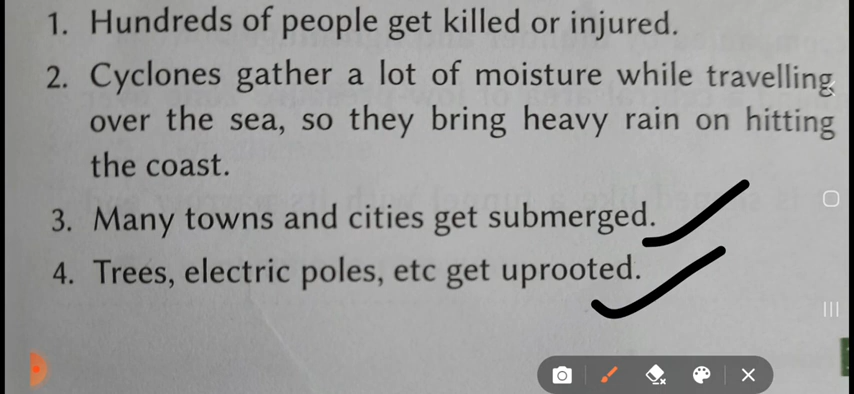 1. Hundreds of people get killed or injured.
2. Cyclones gather a lot of moisture while travelling
over the sea, so they bring heavy rain on hitting
the coast.
3. Many towns and cities get submerged.
4. Trees, electric poles, etc get uprooted.